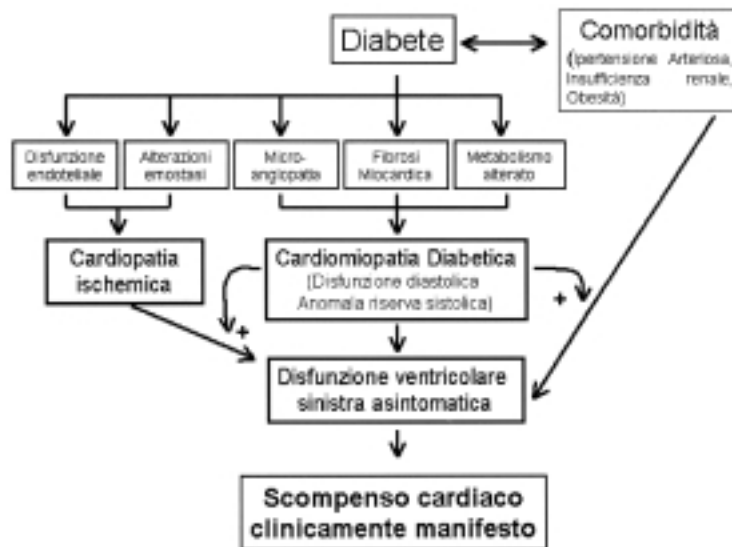 Diabete
Comorbidità
(Ipertensione Arteriosa,
Insufficienza renale,
Obesità)
Disfunzione
endoteliale
Alterazioni
emostasi
Micro-
angiopatia
Fibrosi
Miocardica
Metabolismo
alterato
Cardiopatia
ischemica
Cardiomiopatia Diabetica
(Disfunzione diastolica
Anomala riserva sistolica)
+
+
Disfunzione ventricolare
sinistra asintomatica
Scompenso cardiaco
clinicamente manifesto